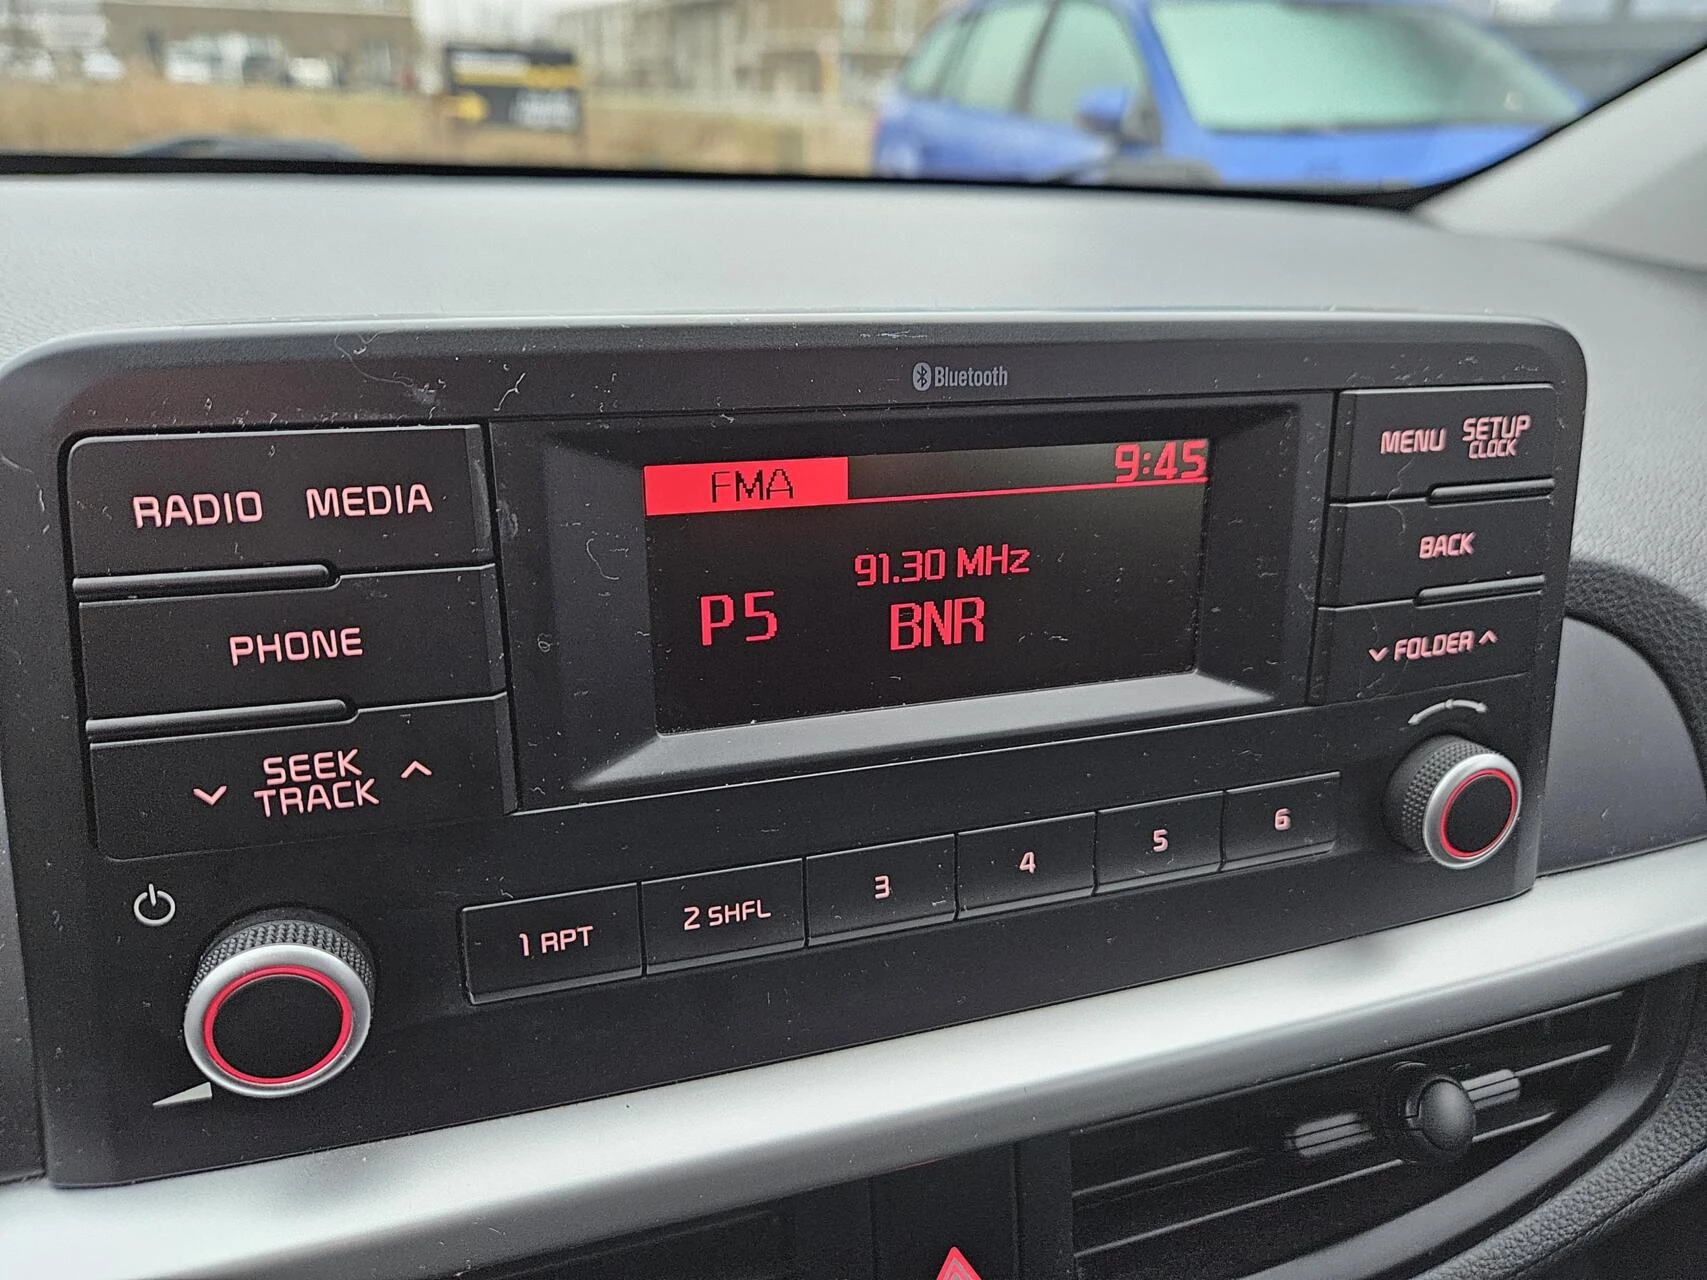 Bluetooth
RADIO MEDIA
PHONE
SEEK
TRACK
FMA 9:45
91.30 MHz
P5 BNR
MENU SETUP
CLOCK
BACK
FOLDER
1 RPT 2 SHFL 3 4 5 6